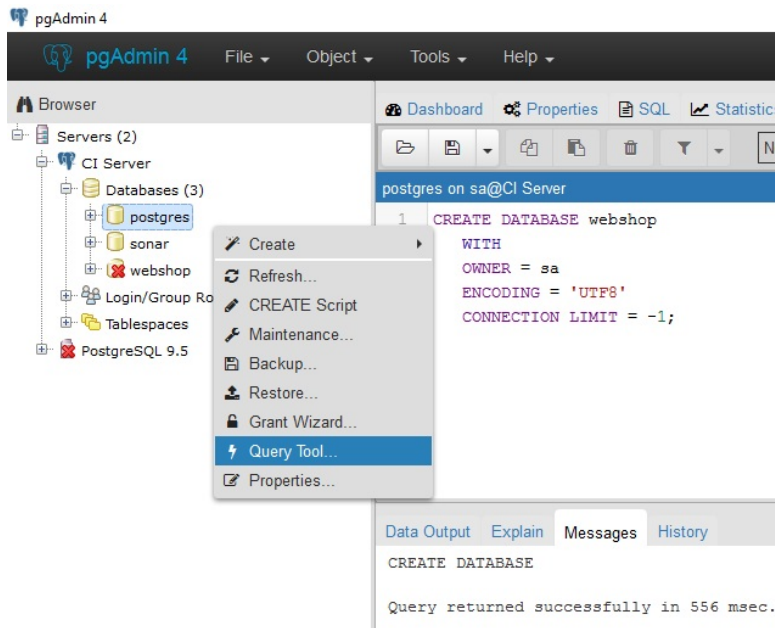 pgAdmin 4
pgAdmin 4 File Object Tools Help
Browser
Servers (2)
CI Server
Databases (3)
postgres
sonar
webshop
Login/Group Ro
Tablespaces
PostgreSQL 9.5
Create
Refresh...
CREATE Script
Maintenance...
Backup...
Restore...
Grant Wizard...
Query Tool...
Properties...
Dashboard Properties SQL Statistic
N
postgres on sa@CI Server
1 CREATE DATABASE webshop
WITH
OWNER = sa
ENCODING = 'UTF8'
CONNECTION LIMIT = -1;
Data Output Explain Messages History
CREATE DATABASE
Query returned successfully in 556 msec.